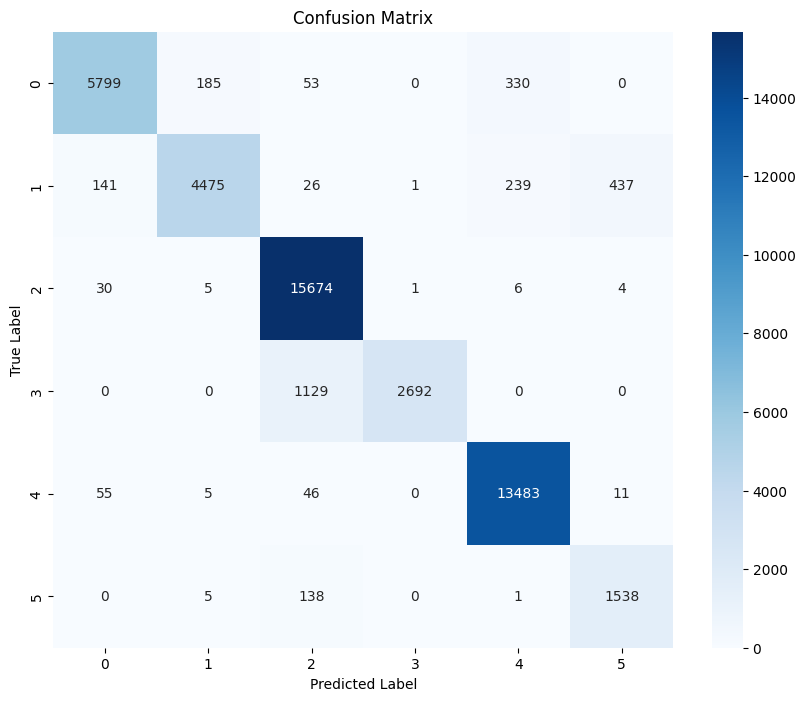 Confusion Matrix
0 5799 185 53 0 330 0
1 141 4475 26 1 239 437
2 30 5 15674 1 6 4
3 0 0 1129 2692 0 0
4 55 5 46 0 13483 11
5 0 5 138 0 1 1538
0 1 2 3 4 5
Predicted Label
True Label
14000
12000
10000
8000
6000
4000
2000
0